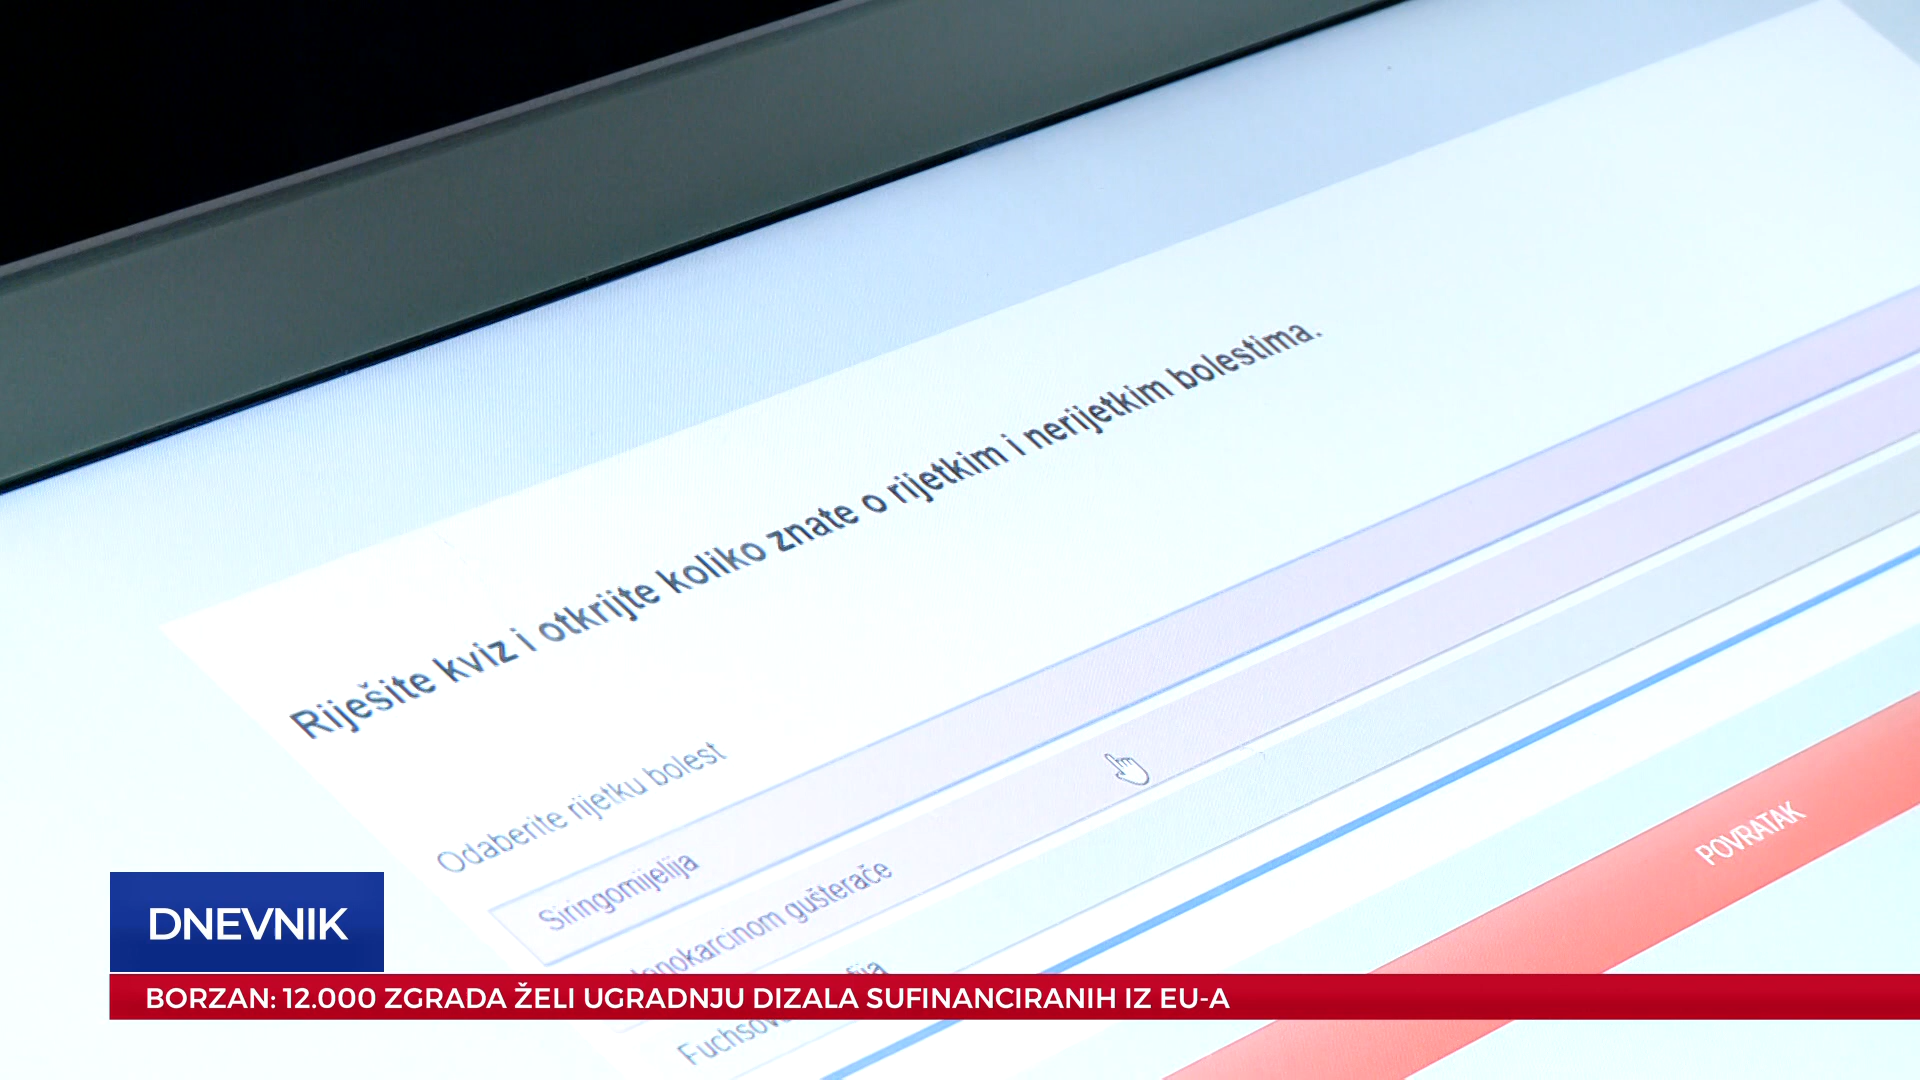 Riješite kviz i otkrijte koliko znate o rijetkim i nerijetkim bolestima.
Odaberite rijetku bolest
Siringomijelija
gušterače
POVRATAK
DNEVNIK
BORZAN: 12.000 ZGRADA ŽELI UGRADNJU DIZALA SUFINANCIRANIH IZ EU-A